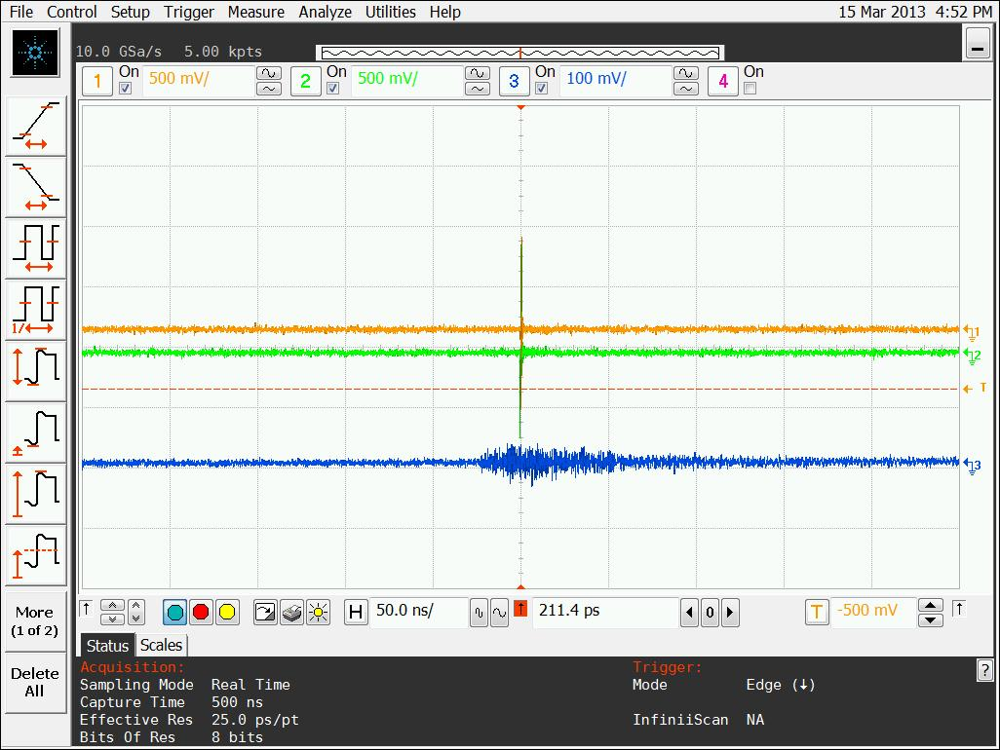 File Control Setup Trigger Measure Analyze Utilities Help 15 Mar 2013 4:52 PM
10.0 GSa/s 5.00 kpts
1 On 500 mV/ 2 On 500 mV/ 3 On 100 mV/ 4 On
1/
1
2
T
3
More
(1 of 2)
Delete
All
H 50.0 ns/ 211.4 ps 0 T -500 mV
Status Scales
Acquisition: Trigger: ?
Sampling Mode Real Time Mode Edge (↓)
Capture Time 500 ns
Effective Res 25.0 ps/pt InfiniiScan NA
Bits Of Res 8 bits